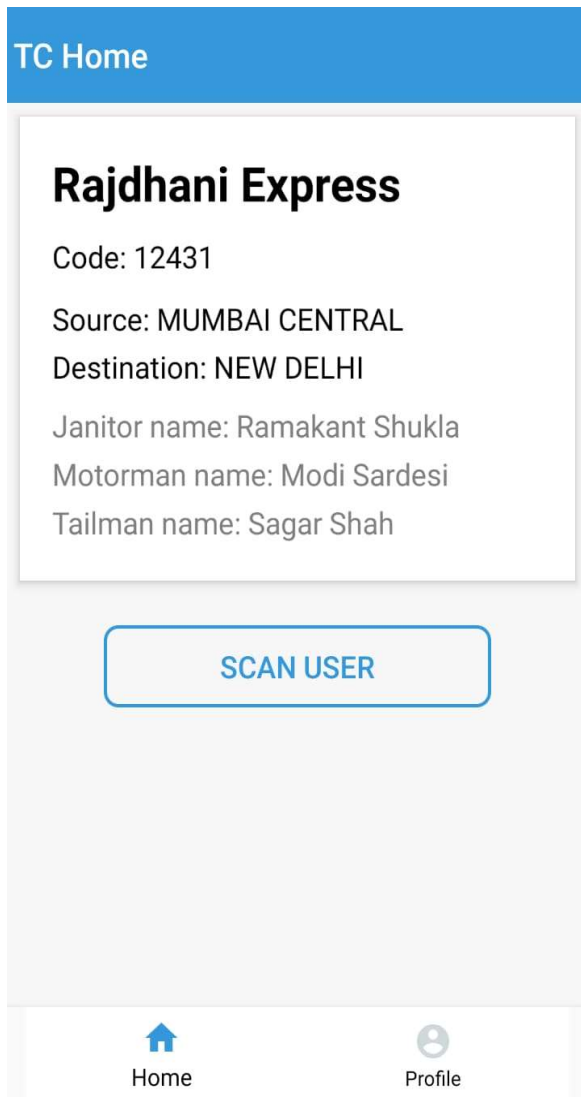 TC Home
Rajdhani Express
Code: 12431
Source: MUMBAI CENTRAL
Destination: NEW DELHI
Janitor name: Ramakant Shukla
Motorman name: Modi Sardesi
Tailman name: Sagar Shah
SCAN USER
Home
Profile